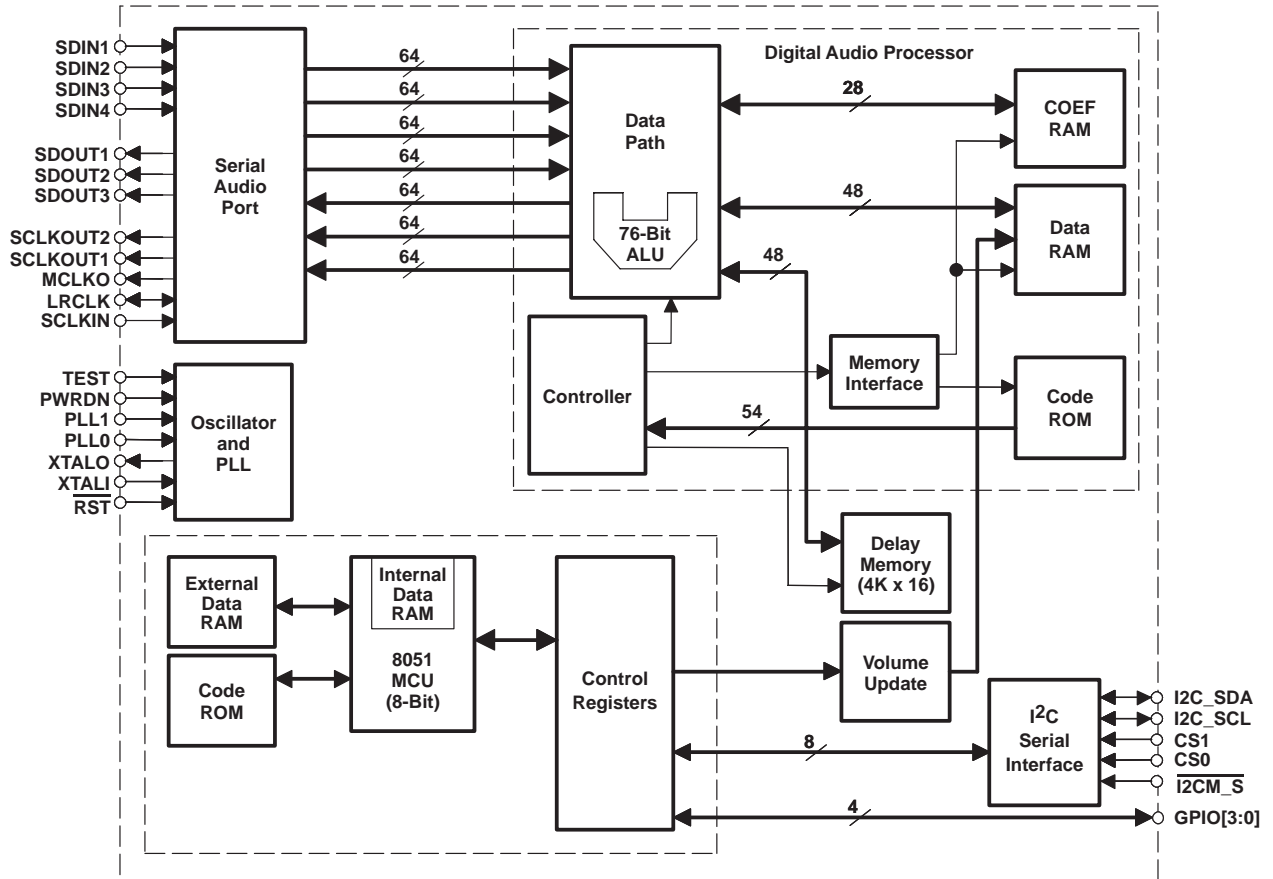 SDIN1
SDIN2
SDIN3
SDIN4
SDOUT1
SDOUT2
SDOUT3
SCLKOUT2
SCLKOUT1
MCLKO
LRCLK
SCLKIN
Serial
Audio
Port
64
64
64
64
64
64
64
Digital Audio Processor
Data
Path
76-Bit
ALU
28
COEF
RAM
48
Data
RAM
48
Controller
Memory
Interface
54
Code
ROM
TEST
PWRDN
PLL1
PLL0
XTALO
XTALI
RST
Oscillator
and
PLL
Delay
Memory
(4K x 16)
External
Data
RAM
Code
ROM
Internal
Data
RAM
8051
MCU
(8-Bit)
Control
Registers
Volume
Update
8
4
I2C
Serial
Interface
I2C_SDA
I2C_SCL
CS1
CS0
I2CM_S
GPIO[3:0]